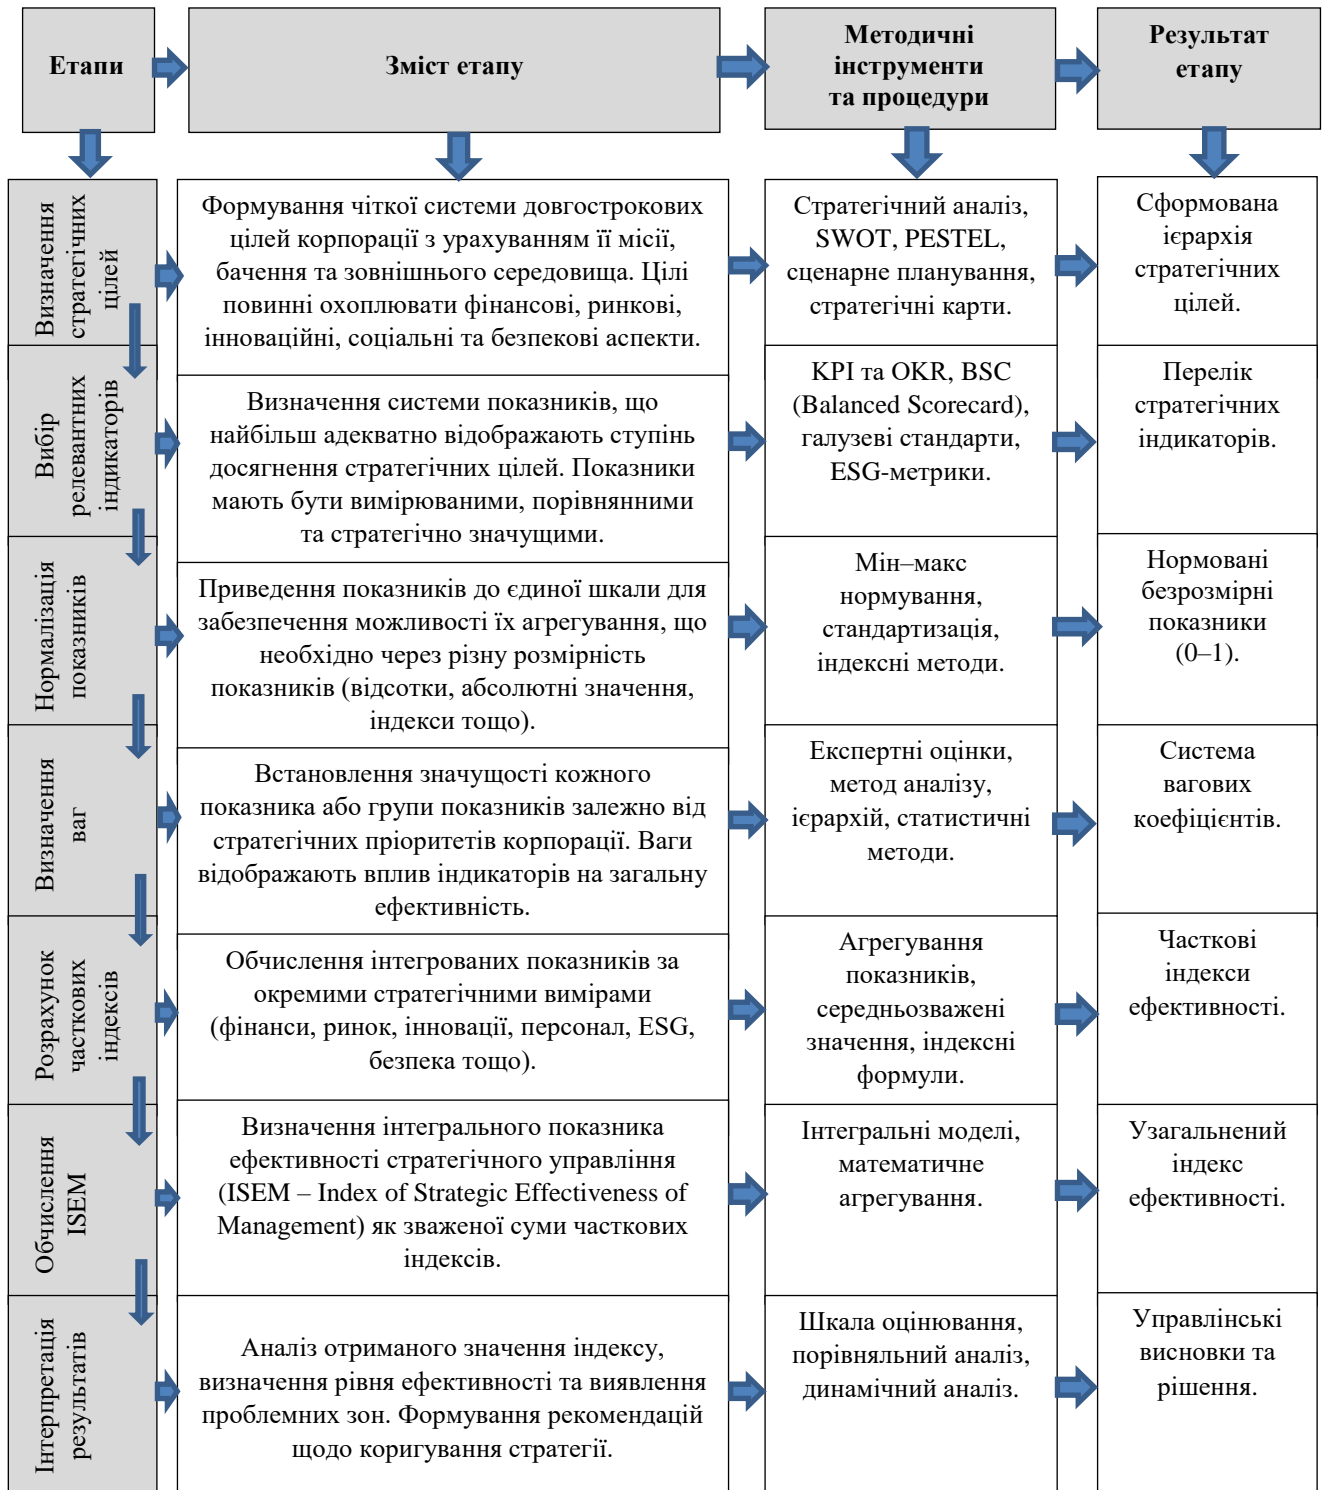 Етапи
Зміст етапу
Методичні
інструменти
та процедури
Результат
етапу
Визначення
стратегічних
цілей
Формування чіткої системи довгострокових
цілей корпорації з урахуванням її місії,
бачення та зовнішнього середовища. Цілі
повинні охоплювати фінансові, ринкові,
інноваційні, соціальні та безпекові аспекти.
Стратегічний аналіз,
SWOT, PESTEL,
сценарне планування,
стратегічні карти.
Сформована
ієрархія
стратегічних
цілей.
Вибір
релевантних
індикаторів
Визначення системи показників, що
найбільш адекватно відображають ступінь
досягнення стратегічних цілей. Показники
мають бути вимірюваними, порівнянними
та стратегічно значущими.
KPI та OKR, BSC
(Balanced Scorecard),
галузеві стандарти,
ESG-метрики.
Перелік
стратегічних
індикаторів.
Нормалізація
показників
Приведення показників до єдиної шкали для
забезпечення можливості їх агрегування, що
необхідно через різну розмірність
показників (відсотки, абсолютні значення,
індекси тощо).
Мін–макс
нормування,
стандартизація,
індексні методи.
Нормовані
безрозмірні
показники
(0–1).
Визначення
ваг
Встановлення значущості кожного
показника або групи показників залежно від
стратегічних пріоритетів корпорації. Ваги
відображають вплив індикаторів на загальну
ефективність.
Експертні оцінки,
метод аналізу,
ієрархій, статистичні
методи.
Система
вагових
коефіцієнтів.
Розрахунок
часткових
індексів
Обчислення інтегрованих показників за
окремими стратегічними вимірами
(фінанси, ринок, інновації, персонал, ESG,
безпека тощо).
Агрегування
показників,
середньозважені
значення, індексні
формули.
Часткові
індекси
ефективності.
Обчислення
ISEM
Визначення інтегрального показника
ефективності стратегічного управління
(ISEM – Index of Strategic Effectiveness of
Management) як зваженої суми часткових
індексів.
Інтегральні моделі,
математичне
агрегування.
Узагальнений
індекс
ефективності.
Інтерпретація
результатів
Аналіз отриманого значення індексу,
визначення рівня ефективності та виявлення
проблемних зон. Формування рекомендацій
щодо коригування стратегії.
Шкала оцінювання,
порівняльний аналіз,
динамічний аналіз.
Управлінські
висновки та
рішення.